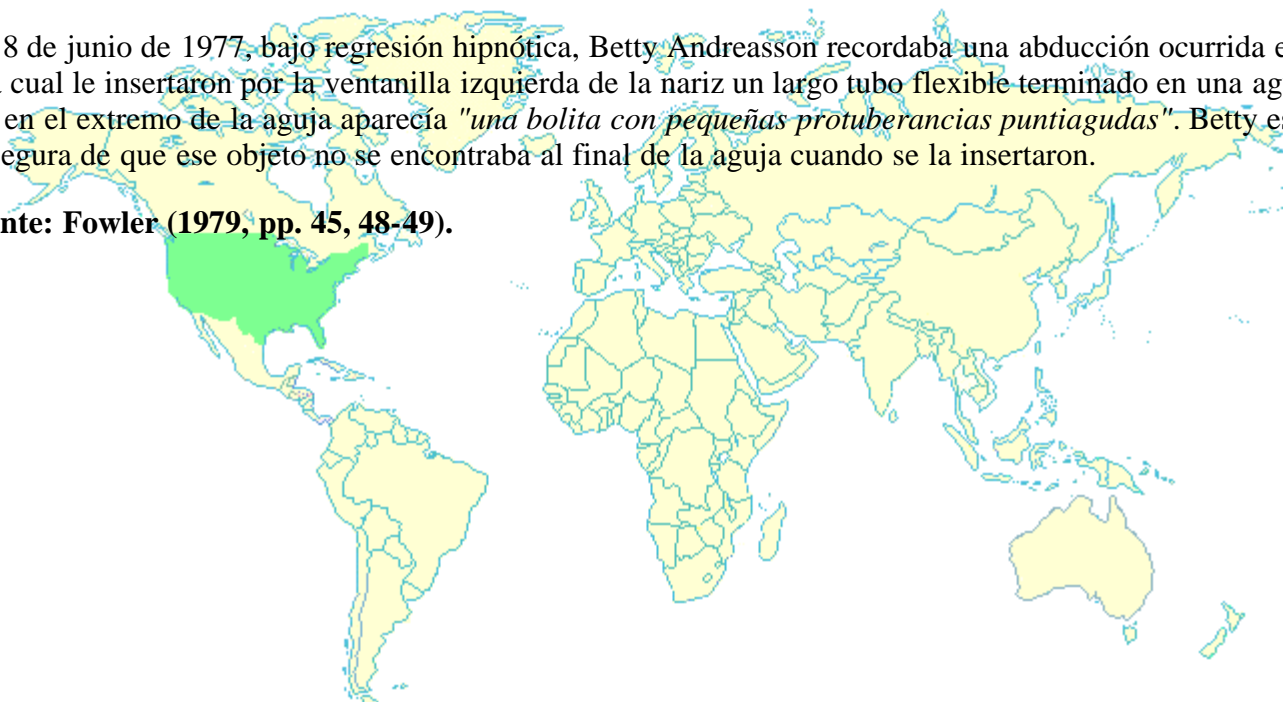 8 de junio de 1977, bajo regresión hipnótica, Betty Andreasson recordaba una abducción ocurrida e
cual le insertaron por la ventanilla izquierda de la nariz un largo tubo flexible terminado en una ag
en el extremo de la aguja aparecía "una bolita con pequeñas protuberancias puntiagudas". Betty es
egura de que ese objeto no se encontraba al final de la aguja cuando se la insertaron.
nte: Fowler (1979, pp. 45, 48-49).